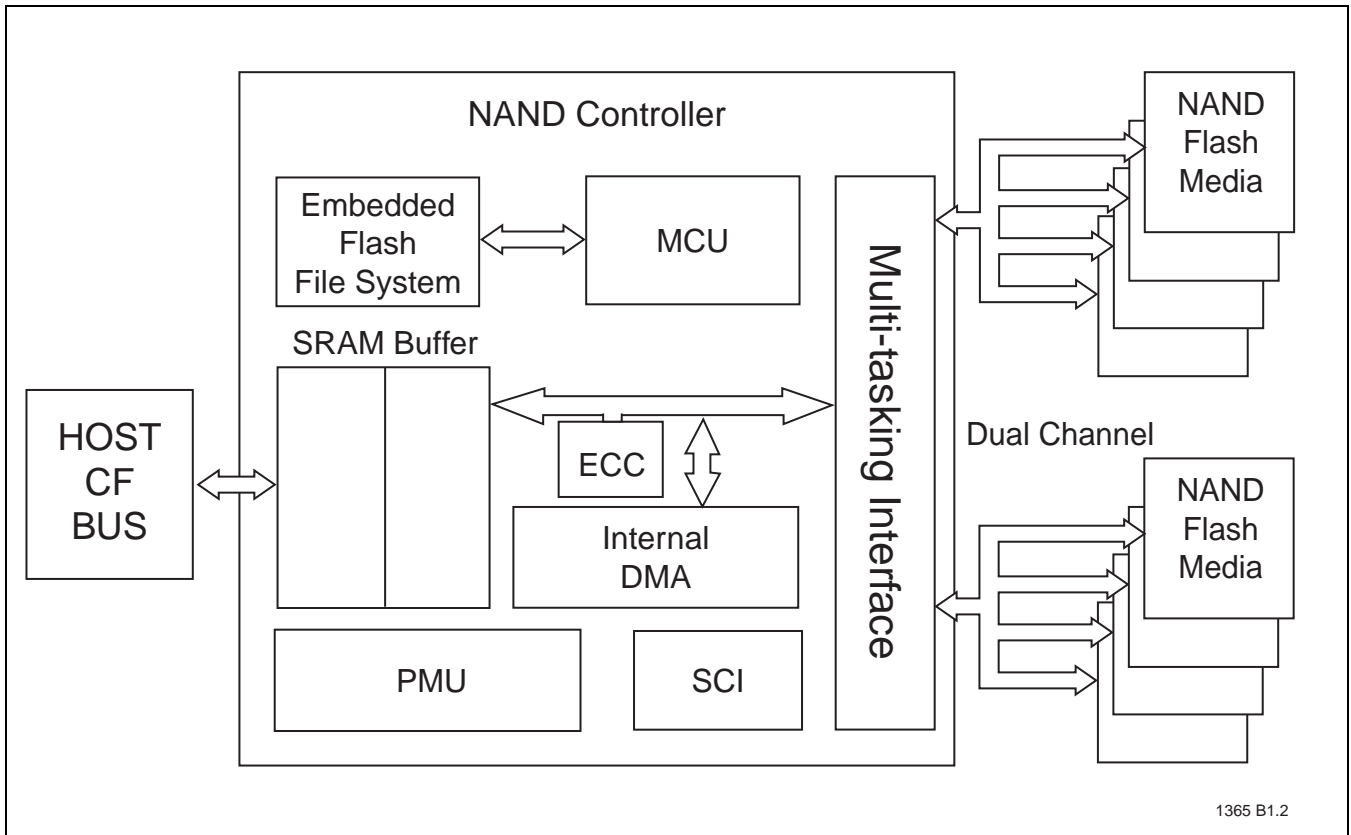 NAND Controller
Embedded
Flash
File System
MCU
SRAM Buffer
HOST
CF
BUS
ECC
Internal
DMA
PMU
SCI
Multi-tasking Interface
NAND
Flash
Media
Dual Channel
NAND
Flash
Media
1365 B1.2